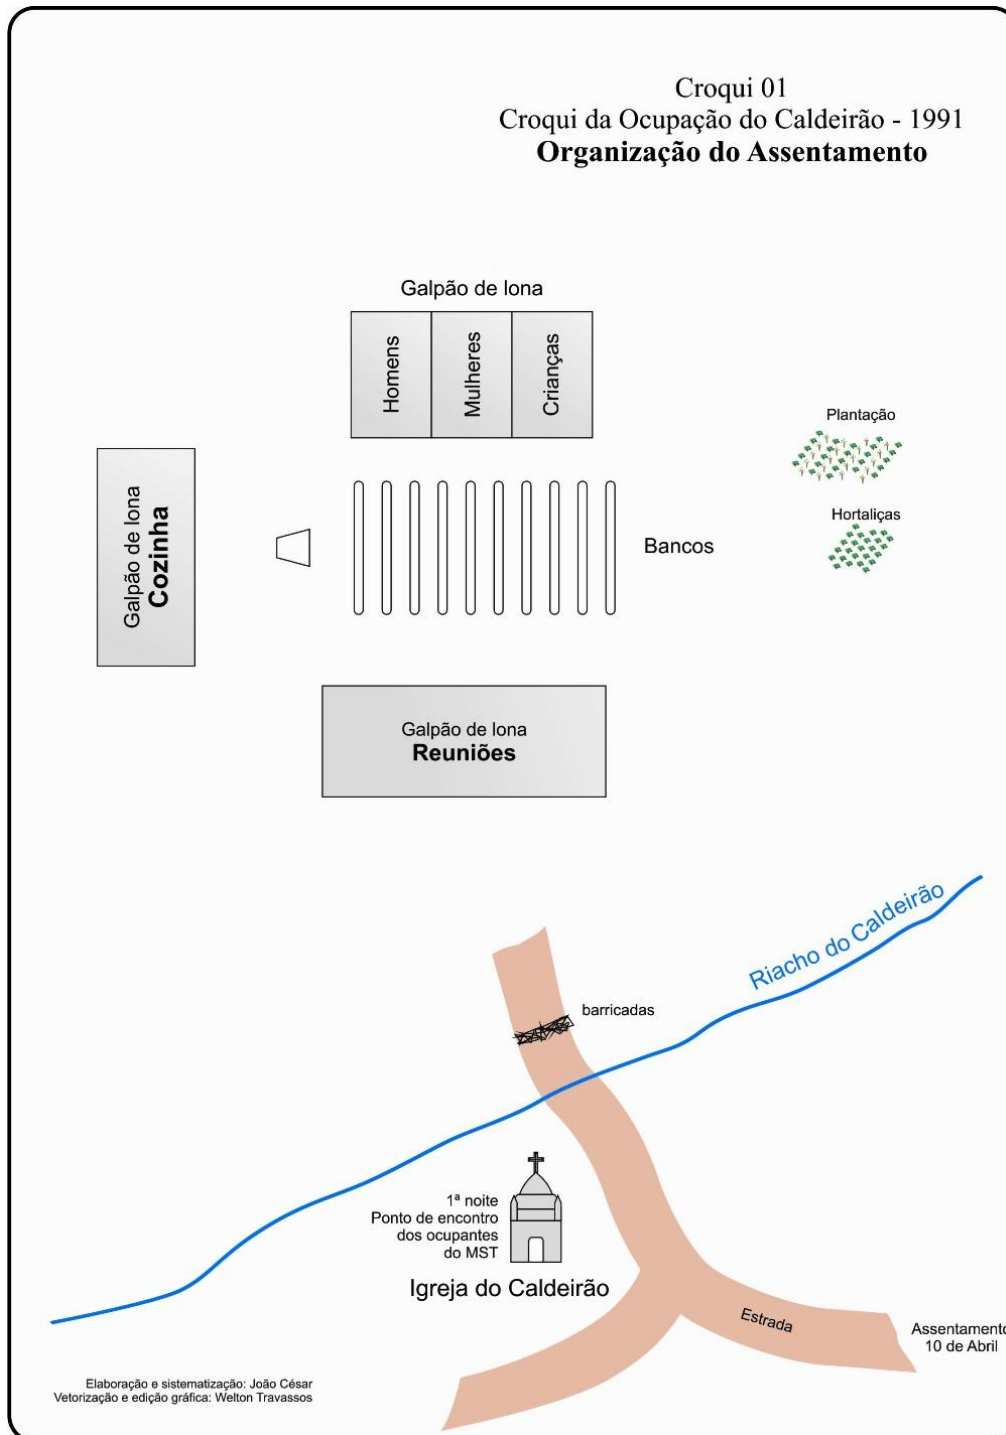 Croqui 01
Croqui da Ocupação do Caldeirão - 1991
Organização do Assentamento
Galpão de lona
Homens
Mulheres
Crianças
Plantação
Hortaliças
Galpão de lona
Cozinha
Bancos
Galpão de lona
Reuniões
Riacho do Caldeirão
barricadas
1ª noite
Ponto de encontro
dos ocupantes
do MST
Igreja do Caldeirão
Estrada
Assentamento
10 de Abril
Elaboração e sistematização: João César
Vetorização e edição gráfica: Welton Travassos